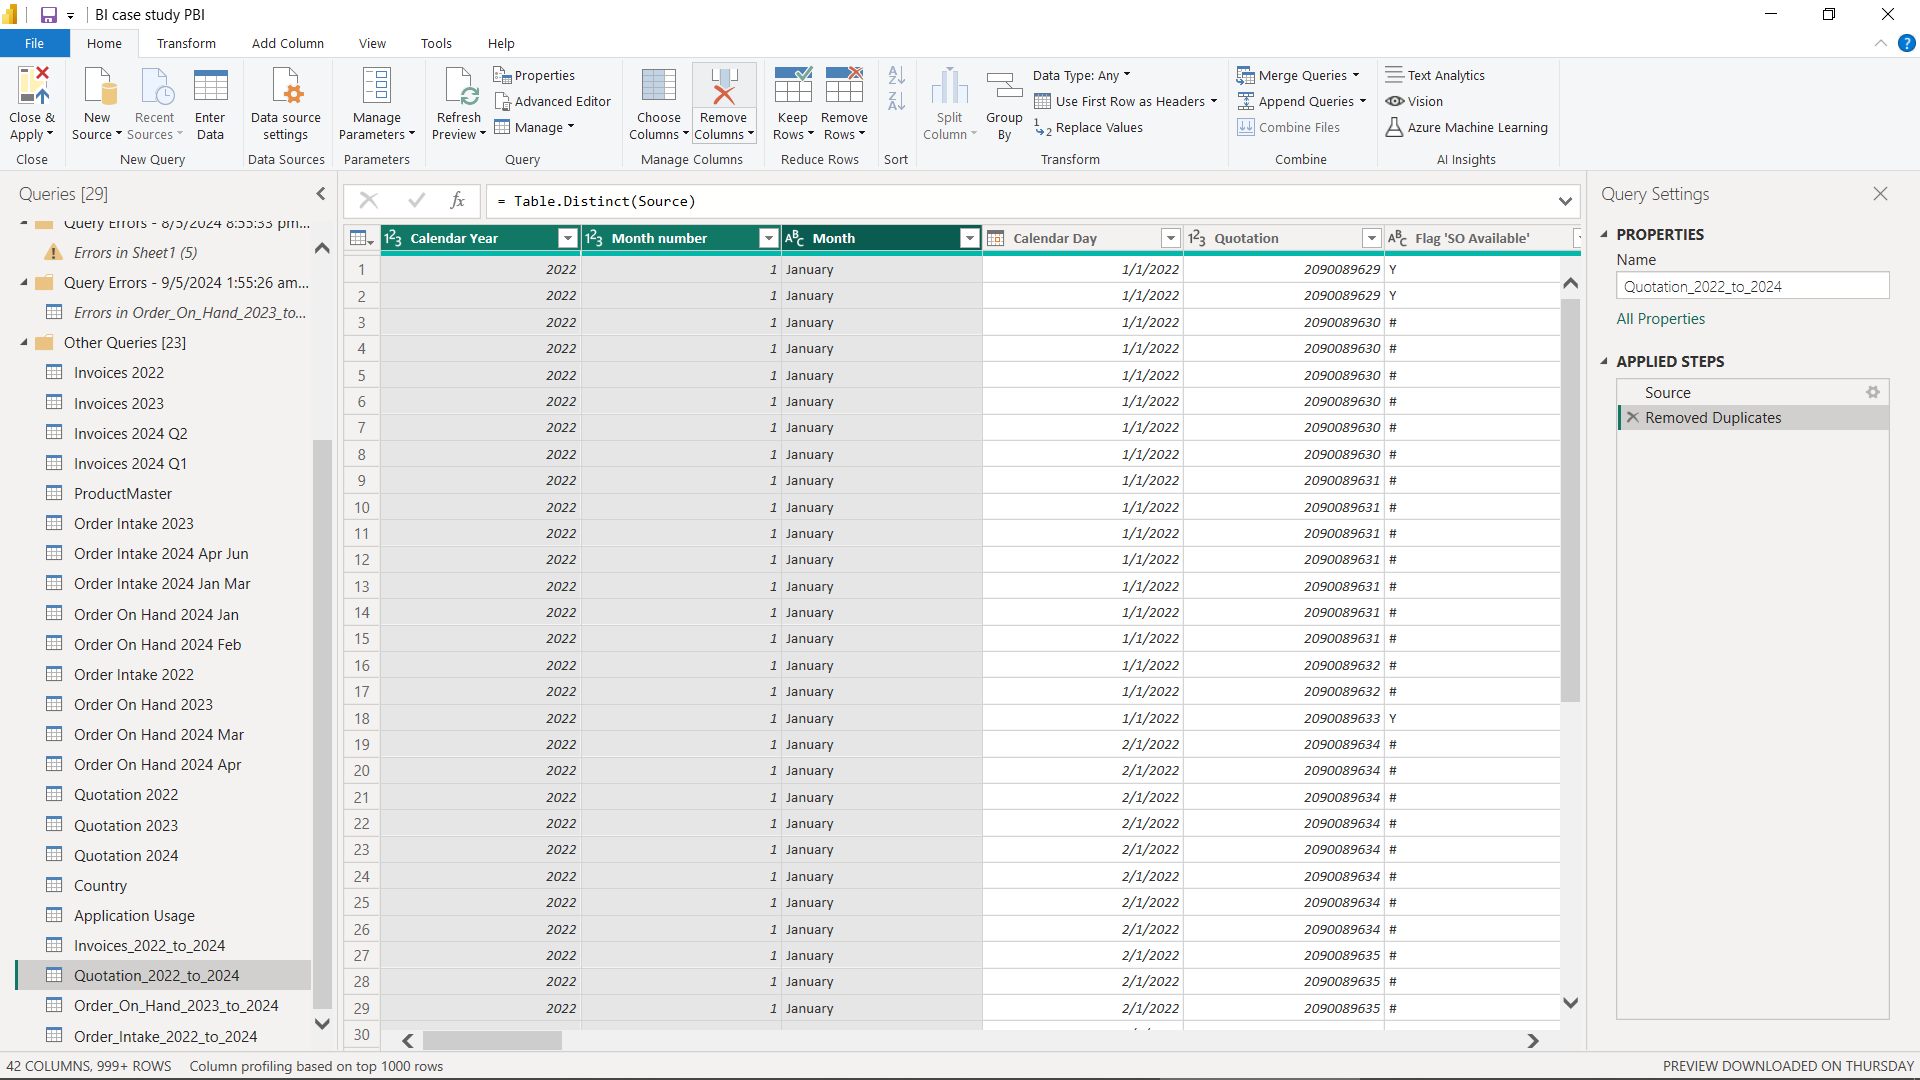 BI case study PBI
File Home Transform Add Column View Tools Help
Close & Apply
Close
New Source
Recent Sources
Enter Data
New Query
Data source settings
Data Sources
Manage Parameters
Parameters
Refresh Preview
Properties
Advanced Editor
Manage
Query
Choose Columns
Remove Columns
Manage Columns
Keep Rows
Remove Rows
Reduce Rows
Sort
Split Column
Group By
Data Type: Any
Use First Row as Headers
Replace Values
Transform
Merge Queries
Append Queries
Combine Files
Combine
Text Analytics
Vision
Azure Machine Learning
AI Insights
Queries [29]
Query Errors - 8/5/2024 8:55:33 pm...
Errors in Sheet1 (5)
Query Errors - 9/5/2024 1:55:26 am...
Errors in Order_On_Hand_2023_to...
Other Queries [23]
Invoices 2022
Invoices 2023
Invoices 2024 Q2
Invoices 2024 Q1
ProductMaster
Order Intake 2023
Order Intake 2024 Apr Jun
Order Intake 2024 Jan Mar
Order On Hand 2024 Jan
Order On Hand 2024 Feb
Order Intake 2022
Order On Hand 2023
Order On Hand 2024 Mar
Order On Hand 2024 Apr
Quotation 2022
Quotation 2023
Quotation 2024
Country
Application Usage
Invoices_2022_to_2024
Quotation_2022_to_2024
Order_On_Hand_2023_to_2024
Order_Intake_2022_to_2024
fx = Table.Distinct(Source)
123 Calendar Year 123 Month number ABC Month Calendar Day 123 Quotation ABC Flag 'SO Available'
1 2022 1 January 1/1/2022 2090089629 Y
2 2022 1 January 1/1/2022 2090089629 Y
3 2022 1 January 1/1/2022 2090089630 #
4 2022 1 January 1/1/2022 2090089630 #
5 2022 1 January 1/1/2022 2090089630 #
6 2022 1 January 1/1/2022 2090089630 #
7 2022 1 January 1/1/2022 2090089630 #
8 2022 1 January 1/1/2022 2090089630 #
9 2022 1 January 1/1/2022 2090089631 #
10 2022 1 January 1/1/2022 2090089631 #
11 2022 1 January 1/1/2022 2090089631 #
12 2022 1 January 1/1/2022 2090089631 #
13 2022 1 January 1/1/2022 2090089631 #
14 2022 1 January 1/1/2022 2090089631 #
15 2022 1 January 1/1/2022 2090089631 #
16 2022 1 January 1/1/2022 2090089632 #
17 2022 1 January 1/1/2022 2090089632 #
18 2022 1 January 1/1/2022 2090089633 Y
19 2022 1 January 2/1/2022 2090089634 #
20 2022 1 January 2/1/2022 2090089634 #
21 2022 1 January 2/1/2022 2090089634 #
22 2022 1 January 2/1/2022 2090089634 #
23 2022 1 January 2/1/2022 2090089634 #
24 2022 1 January 2/1/2022 2090089634 #
25 2022 1 January 2/1/2022 2090089634 #
26 2022 1 January 2/1/2022 2090089634 #
27 2022 1 January 2/1/2022 2090089635 #
28 2022 1 January 2/1/2022 2090089635 #
29 2022 1 January 2/1/2022 2090089635 #
30
Query Settings
PROPERTIES
Name
Quotation_2022_to_2024
All Properties
APPLIED STEPS
Source
Removed Duplicates
42 COLUMNS, 999+ ROWS Column profiling based on top 1000 rows
PREVIEW DOWNLOADED ON THURSDAY